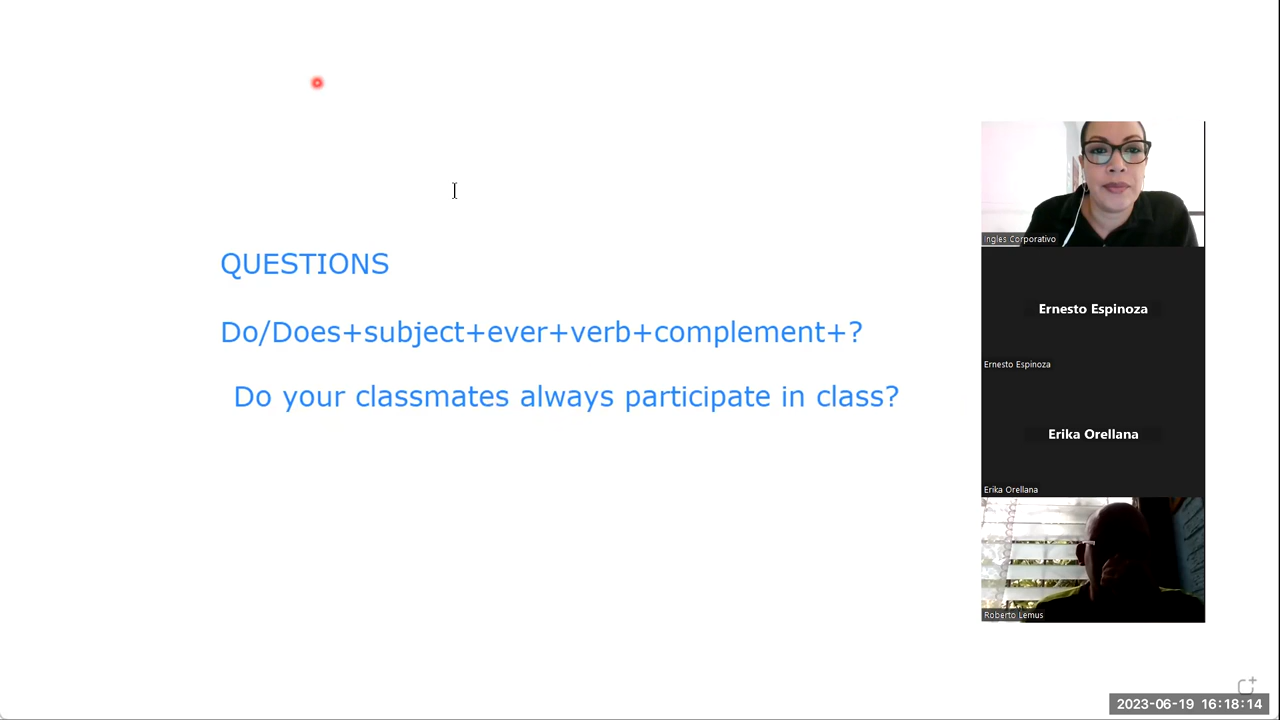 QUESTIONS
Do/Does+subject+ever+verb+complement+?
Do your classmates always participate in class?
Ingles Corporativo
Ernesto Espinoza
Ernesto Espinoza
Erika Orellana
Erika Orellana
Roberto Lemus
2023-06-19 16:18:14